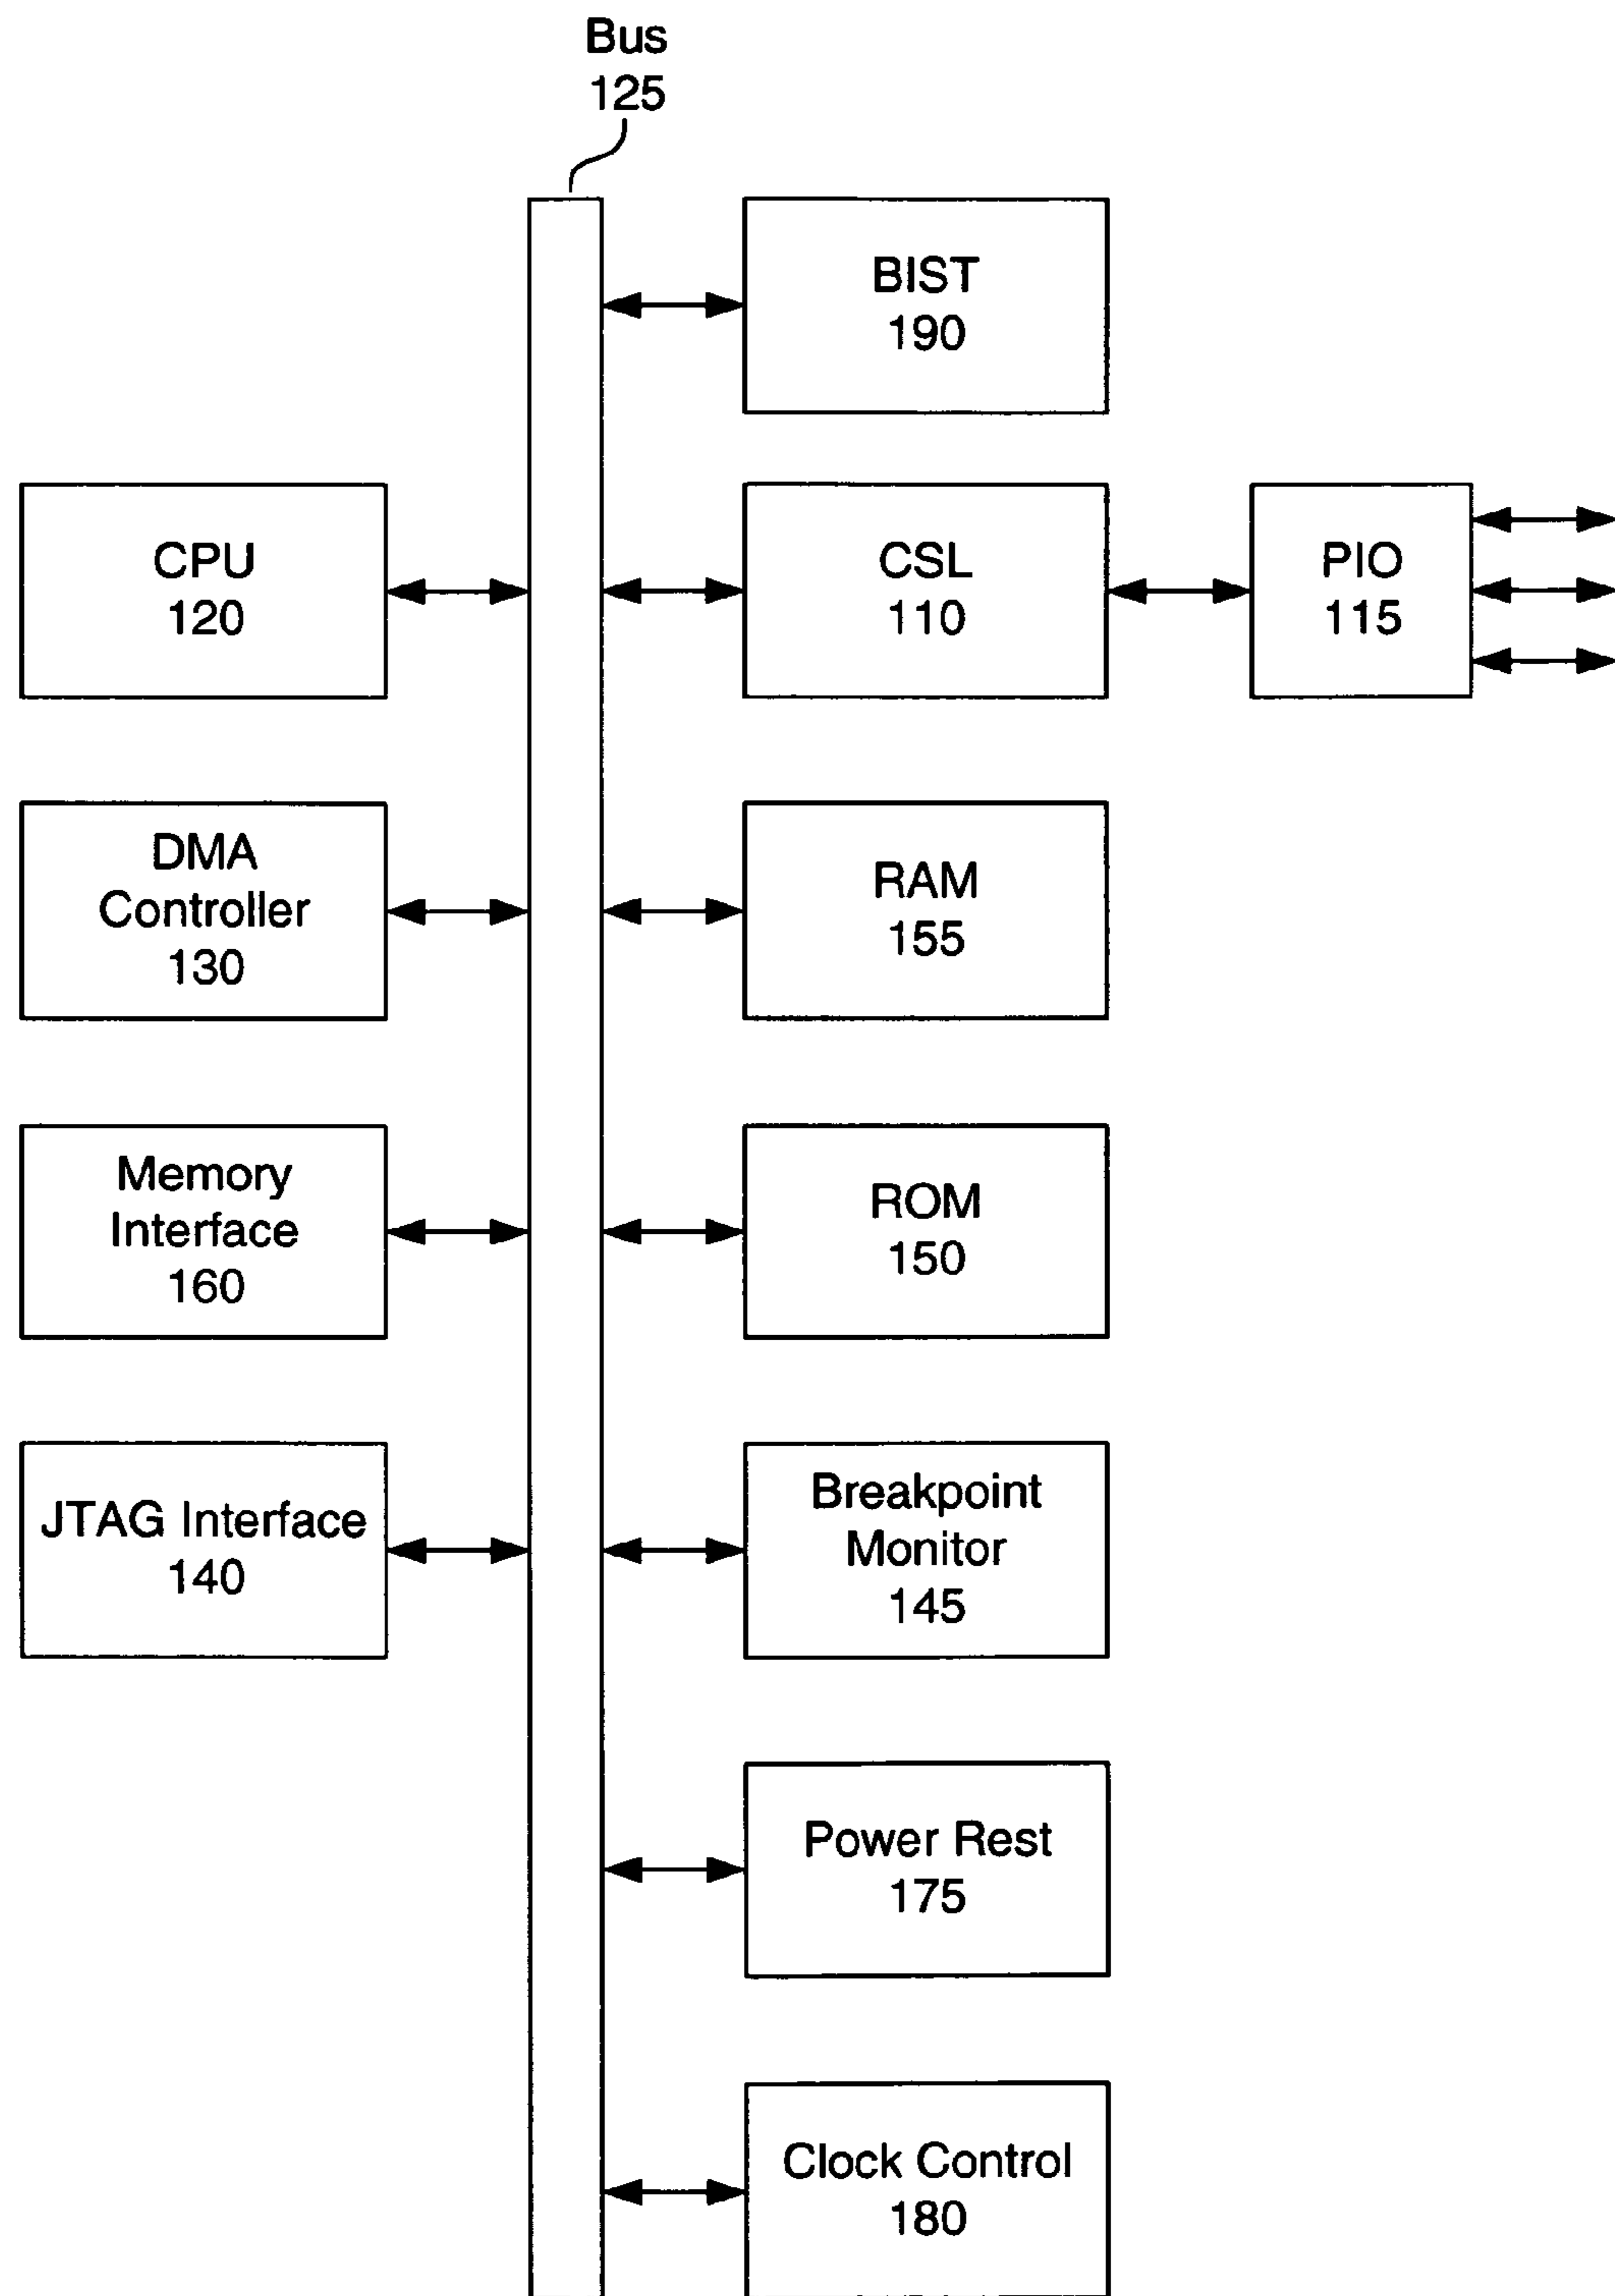 Bus
125
BIST
190
CPU
120
CSL
110
PIO
115
DMA
Controller
130
RAM
155
Memory
Interface
160
ROM
150
JTAG Interface
140
Breakpoint
Monitor
145
Power Rest
175
Clock Control
180